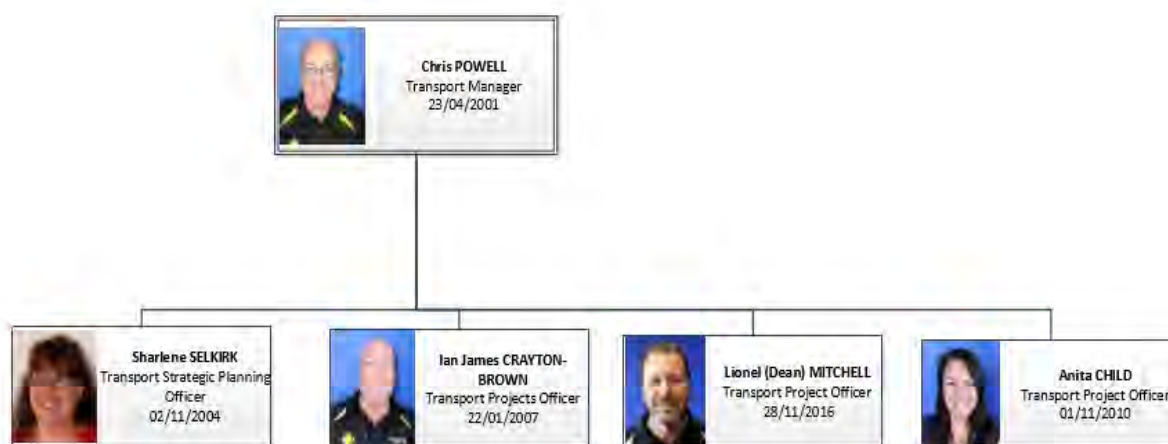 Chris POWELL
Transport Manager
23/04/2001
Sharlene SELKIRK
Transport Strategic Planning
Officer
02/11/2004
Ian James CRAYTON-
BROWN
Transport Projects Officer
22/01/2007
Lionel (Dean) MITCHELL
Transport Project Officer
28/11/2016
Anita CHILD
Transport Project Officer
01/11/2010